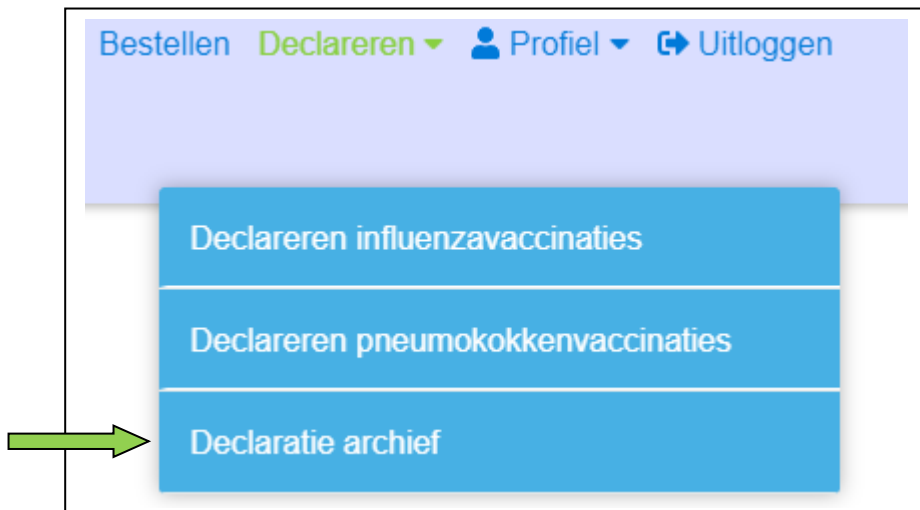 Bestellen Declareren Profiel Uitloggen
Declareren influenzavaccinaties
Declareren pneumokokkenvaccinaties
Declaratie archief